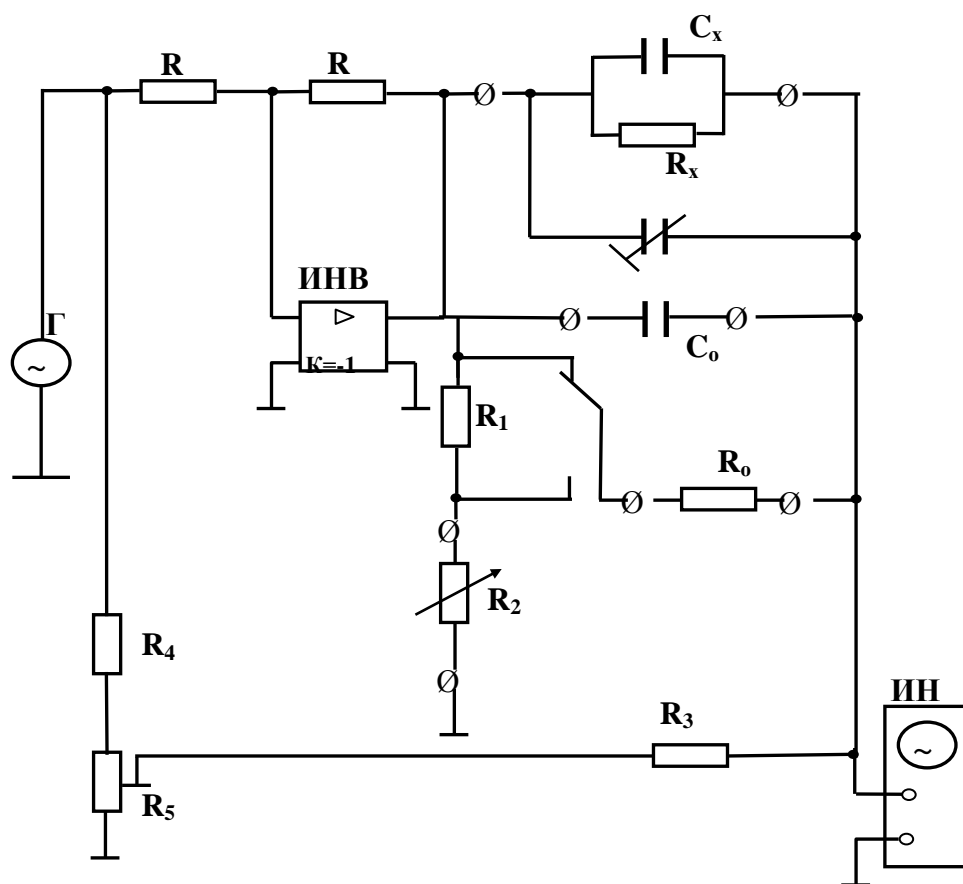 Cₓ
R
R
Rₓ
ИНВ
К=-1
Г
~
Cₒ
R₁
Rₒ
R₂
R₄
R₃
ИН
~
R₅